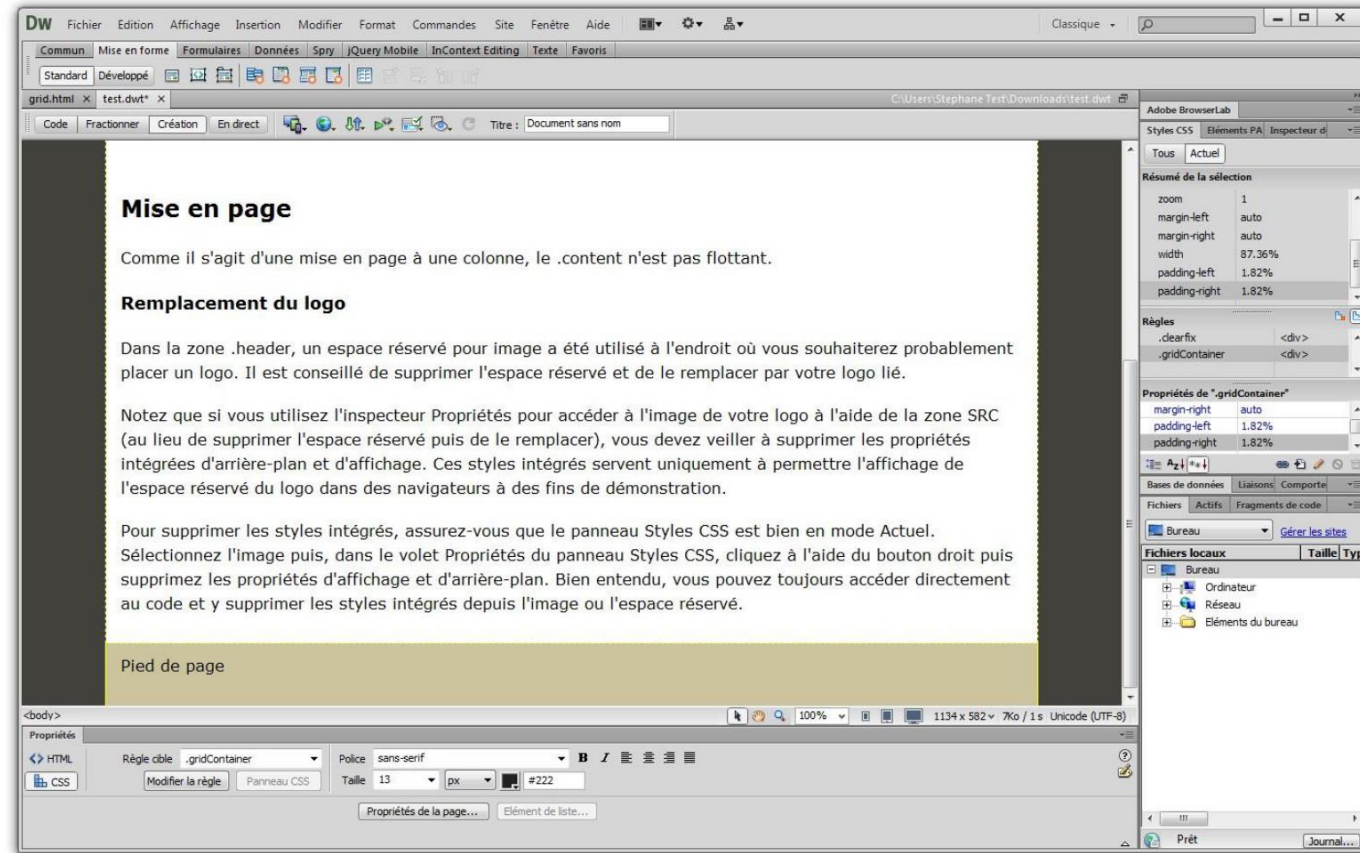 DW Fichier Edition Affichage Insertion Modifier Format Commandes Site Fenêtre Aide Classique
Commun Mise en forme Formulaires Données Spry jQuery Mobile InContext Editing Texte Favoris
Standard Développé
grid.html test.dwt* C:\Users\Stephane Test\Downloads\test.dwt
Code Fractionner Création En direct Titre : Document sans nom
Mise en page
Comme il s'agit d'une mise en page à une colonne, le .content n'est pas flottant.
Remplacement du logo
Dans la zone .header, un espace réservé pour image a été utilisé à l'endroit où vous souhaiterez probablement
placer un logo. Il est conseillé de supprimer l'espace réservé et de le remplacer par votre logo lié.
Notez que si vous utilisez l'inspecteur Propriétés pour accéder à l'image de votre logo à l'aide de la zone SRC
(au lieu de supprimer l'espace réservé puis de le remplacer), vous devez veiller à supprimer les propriétés
intégrées d'arrière-plan et d'affichage. Ces styles intégrés servent uniquement à permettre l'affichage de
l'espace réservé du logo dans des navigateurs à des fins de démonstration.
Pour supprimer les styles intégrés, assurez-vous que le panneau Styles CSS est bien en mode Actuel.
Sélectionnez l'image puis, dans le volet Propriétés du panneau Styles CSS, cliquez à l'aide du bouton droit puis
supprimez les propriétés d'affichage et d'arrière-plan. Bien entendu, vous pouvez toujours accéder directement
au code et y supprimer les styles intégrés depuis l'image ou l'espace réservé.
Pied de page
<body> 100% 1134 x 582 7Ko / 1 s Unicode (UTF-8)
Propriétés
<> HTML Règle cible .gridContainer Police sans-serif B I
CSS Modifier la règle Panneau CSS Taille 13 px #222
Propriétés de la page... Elément de liste...
Adobe BrowserLab
Styles CSS Eléments PA Inspecteur d
Tous Actuel
Résumé de la sélection
zoom 1
margin-left auto
margin-right auto
width 87.36%
padding-left 1.82%
padding-right 1.82%
Règles
.clearfix <div>
.gridContainer <div>
Propriétés de ".gridContainer"
margin-right auto
padding-left 1.82%
padding-right 1.82%
Az **
Bases de données Liaisons Comporte
Fichiers Actifs Fragments de code
Bureau Gérer les sites
Fichiers locaux Taille Typ
Bureau
Ordinateur
Réseau
Eléments du bureau
Prêt Journal...